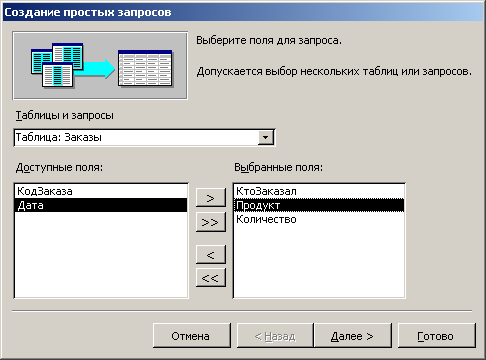 Создание простых запросов
Выберите поля для запроса.
Допускается выбор нескольких таблиц или запросов.
Таблицы и запросы
Таблица: Заказы
Доступные поля:
Выбранные поля:
КодЗаказа
Дата
>
>>
<
<<
КтоЗаказал
Продукт
Количество
Отмена
< Назад
Далее >
Готово